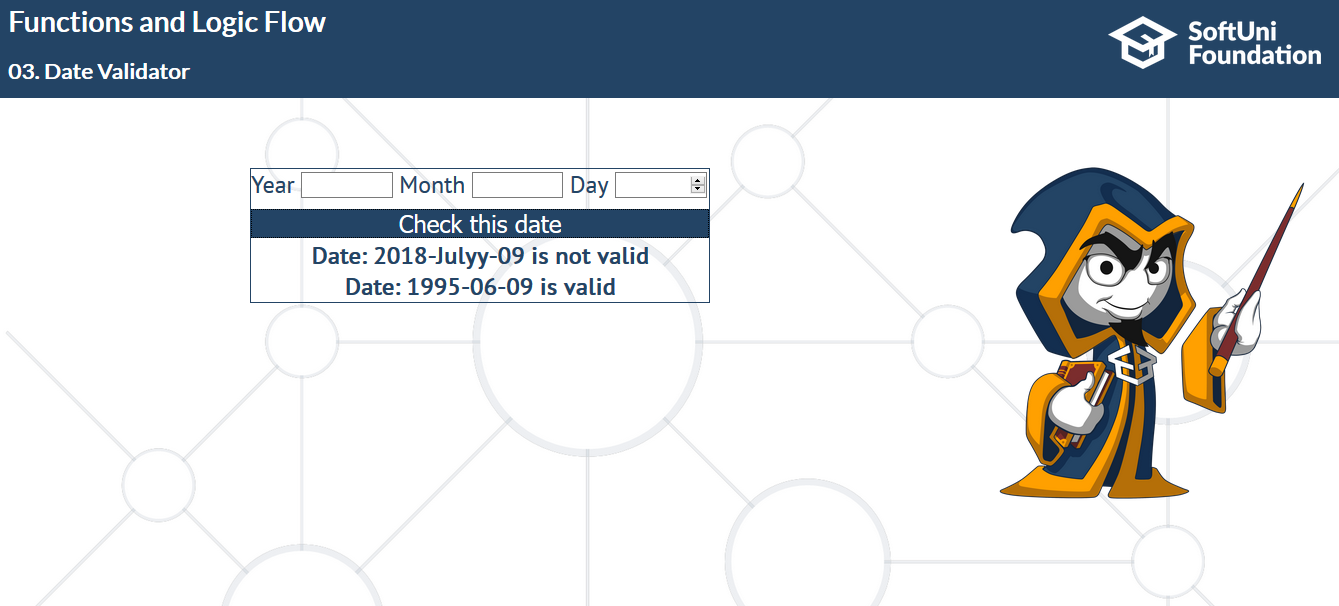 Functions and Logic Flow
SoftUni
Foundation
03. Date Validator
Year Month Day
Check this date
Date: 2018-Julyy-09 is not valid
Date: 1995-06-09 is valid